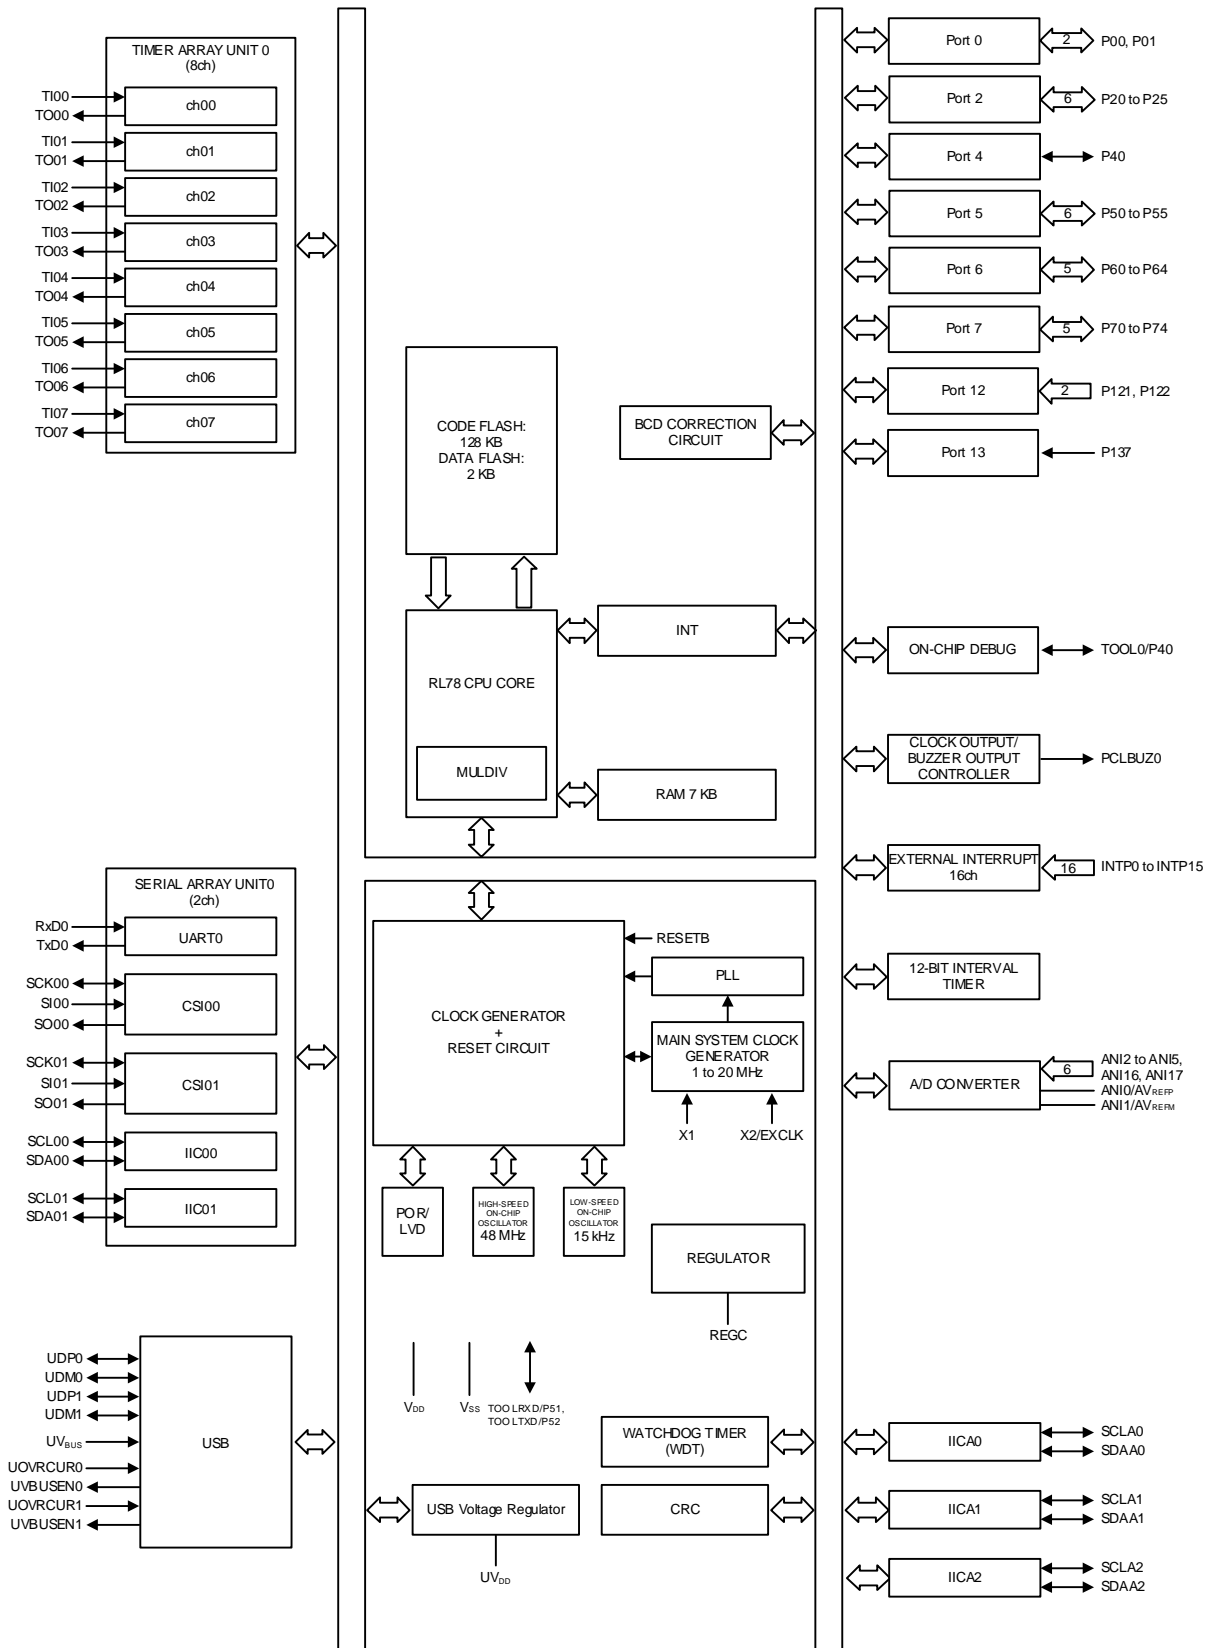 TIMER ARRAY UNIT 0
(8ch)
TI00
TO00
ch00
TI01
TO01
ch01
TI02
TO02
ch02
TI03
TO03
ch03
TI04
TO04
ch04
TI05
TO05
ch05
TI06
TO06
ch06
TI07
TO07
ch07
SERIAL ARRAY UNIT0
(2ch)
RxD0
TxD0
UART0
SCK00
SI00
SO00
CSI00
SCK01
SI01
SO01
CSI01
SCL00
SDA00
IIC00
SCL01
SDA01
IIC01
UDP0
UDM0
UDP1
UDM1
UVBUS
UOVRCUR0
UVBUSEN0
UOVRCUR1
UVBUSEN1
USB
CODE FLASH:
128 KB
DATA FLASH:
2 KB
BCD CORRECTION
CIRCUIT
RL78 CPU CORE
MULDIV
INT
RAM 7 KB
CLOCK GENERATOR
+
RESET CIRCUIT
RESETB
PLL
MAIN SYSTEM CLOCK
GENERATOR
1 to 20 MHz
X1
X2/EXCLK
POR/
LVD
HIGH-SPEED
ON-CHIP
OSCILLATOR
48 MHz
LOW-SPEED
ON-CHIP
OSCILLATOR
15 kHz
REGULATOR
REGC
VDD
VSS
TOOLRXD/P51,
TOOLTXD/P52
WATCHDOG TIMER
(WDT)
USB Voltage Regulator
UVDD
CRC
Port 0
2
P00, P01
Port 2
6
P20 to P25
Port 4
P40
Port 5
6
P50 to P55
Port 6
5
P60 to P64
Port 7
5
P70 to P74
Port 12
2
P121, P122
Port 13
P137
ON-CHIP DEBUG
TOOL0/P40
CLOCK OUTPUT/
BUZZER OUTPUT
CONTROLLER
PCLBUZ0
EXTERNAL INTERRUPT
16ch
16
INTP0 to INTP15
12-BIT INTERVAL
TIMER
A/D CONVERTER
6
ANI2 to ANI5,
ANI16, ANI17
ANI0/AVREFP
ANI1/AVREFM
IICA0
SCLA0
SDAA0
IICA1
SCLA1
SDAA1
IICA2
SCLA2
SDAA2